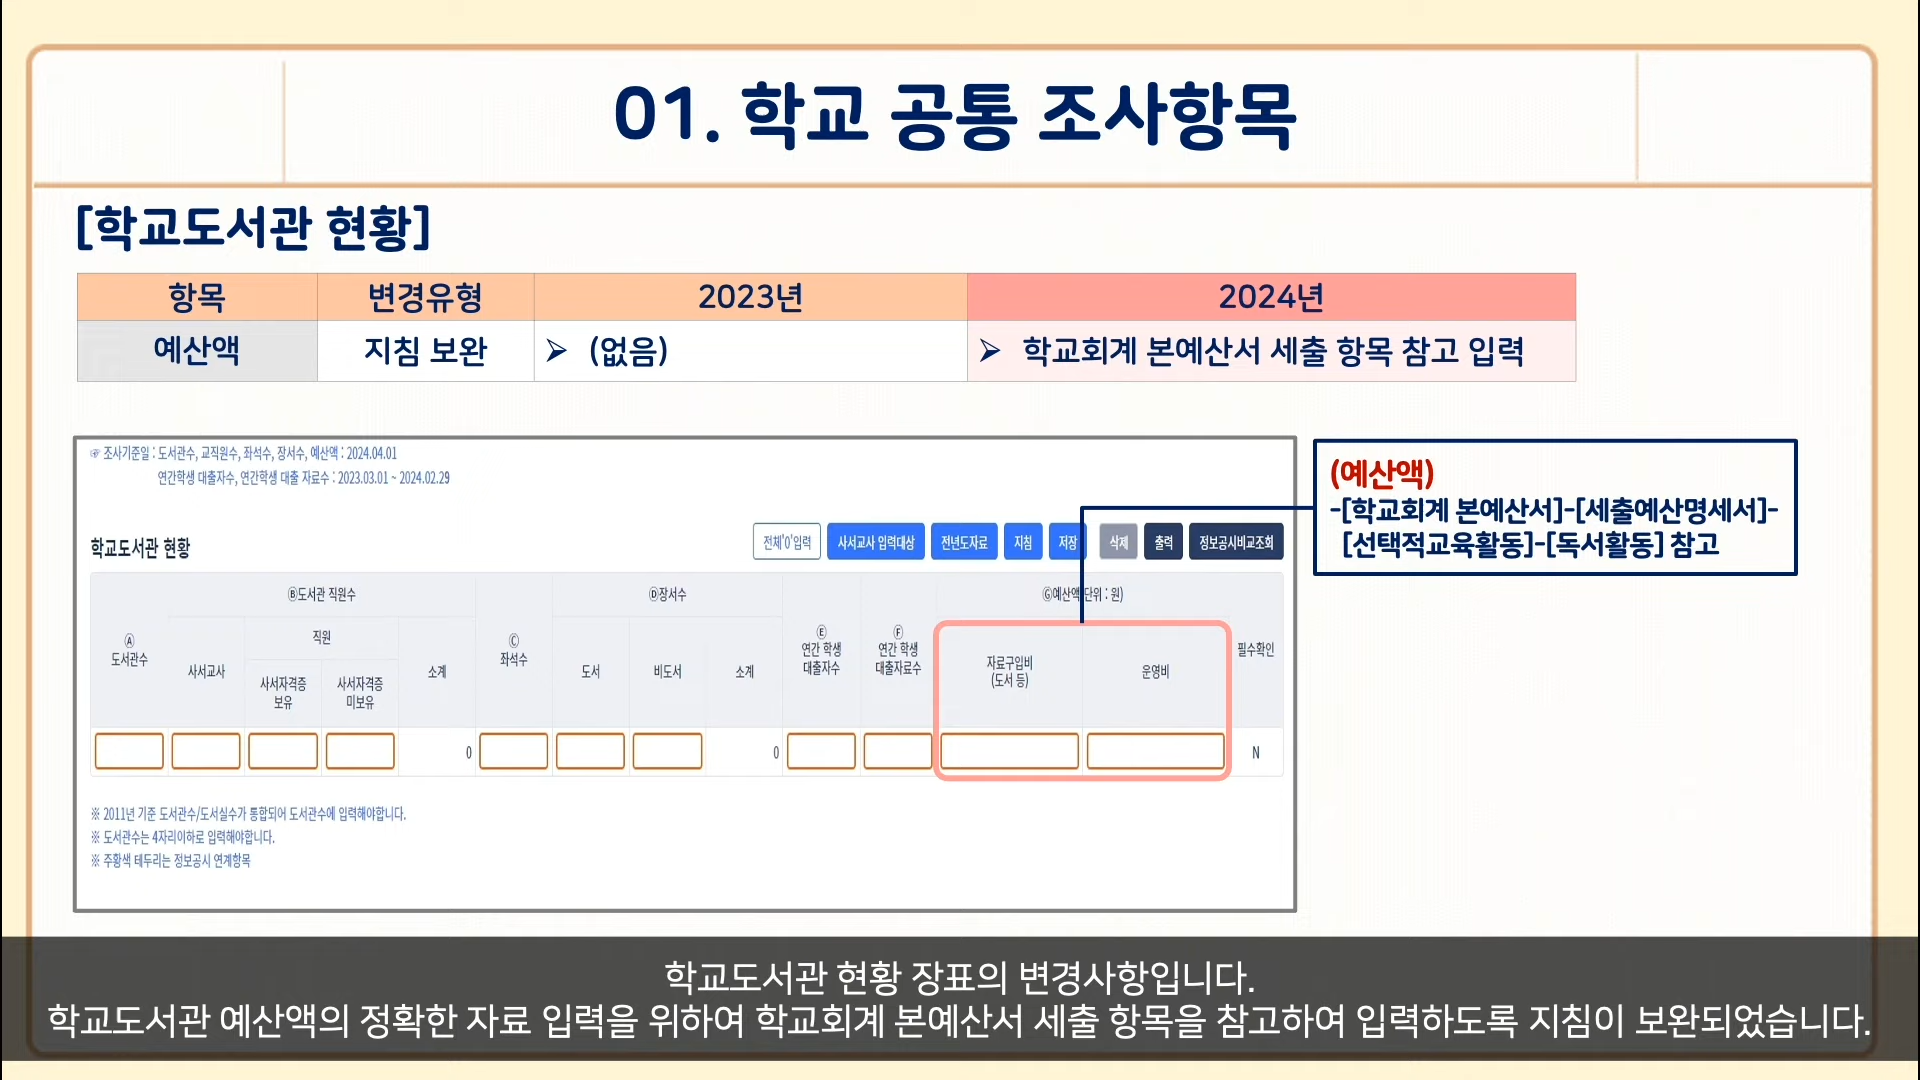 01. 학교 공통 조사항목
[학교도서관 현황]
항목 변경유형 2023년 2024년
예산액 지침 보완 ➢ (없음) ➢ 학교회계 본예산서 세출 항목 참고 입력
☞ 조사기준일 : 도서관수, 교직원수, 좌석수, 장서수, 예산액 : 2024.04.01
연간학생 대출자수, 연간학생 대출 자료수 : 2023.03.01 ~ 2024.02.29
(예산액)
-[학교회계 본예산서]-[세출예산명세서]-
[선택적교육활동]-[독서활동] 참고
학교도서관 현황
전체'0'입력 사서교사 입력대상 전년도자료 지침 저장 삭제 출력 정보공시비교조회
Ⓑ도서관 직원수 Ⓓ장서수 Ⓖ예산액(단위 : 원)
Ⓐ
도서관수
사서교사
직원
사서자격증
보유
사서자격증
미보유
소계
Ⓒ
좌석수
도서
비도서
소계
Ⓔ
연간 학생
대출자수
Ⓕ
연간 학생
대출자료수
자료구입비
(도서 등)
운영비
필수확인
0 0 N
※ 2011년 기준 도서관수/도서실수가 통합되어 도서관수에 입력해야합니다.
※ 도서관수는 4자리이하로 입력해야합니다.
※ 주황색 테두리는 정보공시 연계항목
학교도서관 현황 장표의 변경사항입니다.
학교도서관 예산액의 정확한 자료 입력을 위하여 학교회계 본예산서 세출 항목을 참고하여 입력하도록 지침이 보완되었습니다.